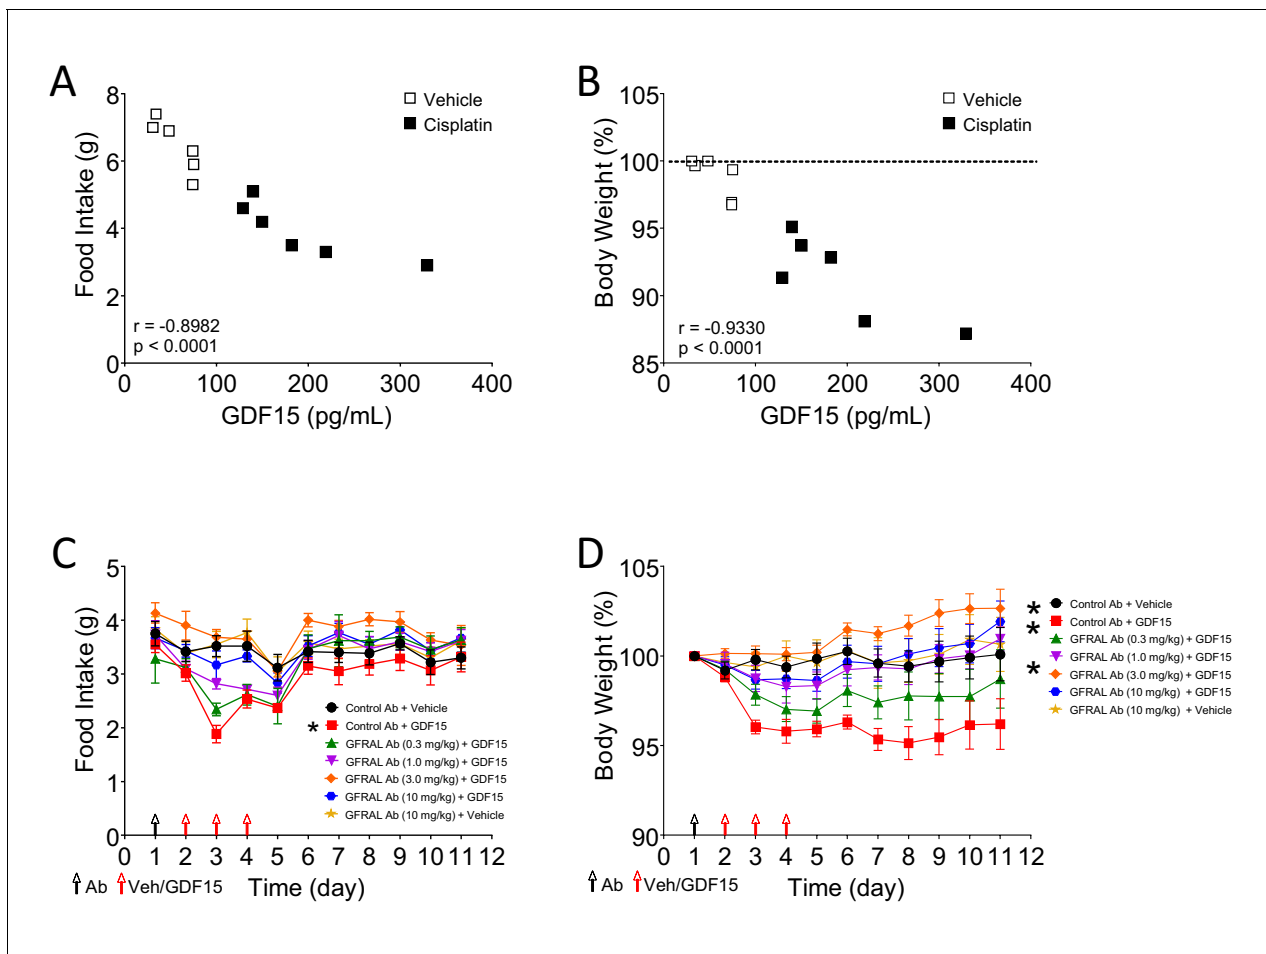 A
Food Intake (g)
8
6
4
2
0
Vehicle
Cisplatin
r = -0.8982
p < 0.0001
0 100 200 300 400
GDF15 (pg/mL)
B
Body Weight (%)
105
100
95
90
85
Vehicle
Cisplatin
r = -0.9330
p < 0.0001
0 100 200 300 400
GDF15 (pg/mL)
C
Food Intake (g)
5
4
3
2
1
0
Control Ab + Vehicle
* Control Ab + GDF15
GFRAL Ab (0.3 mg/kg) + GDF15
GFRAL Ab (1.0 mg/kg) + GDF15
GFRAL Ab (3.0 mg/kg) + GDF15
GFRAL Ab (10 mg/kg) + GDF15
GFRAL Ab (10 mg/kg) + Vehicle
0 1 2 3 4 5 6 7 8 9 10 11 12
Ab Veh/GDF15 Time (day)
D
Body Weight (%)
105
100
95
90
* Control Ab + Vehicle
* Control Ab + GDF15
GFRAL Ab (0.3 mg/kg) + GDF15
GFRAL Ab (1.0 mg/kg) + GDF15
* GFRAL Ab (3.0 mg/kg) + GDF15
GFRAL Ab (10 mg/kg) + GDF15
GFRAL Ab (10 mg/kg) + Vehicle
0 1 2 3 4 5 6 7 8 9 10 11 12
Ab Veh/GDF15 Time (day)